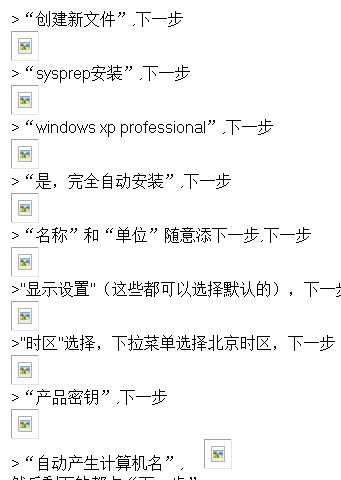 >“创建新文件”,下一步
>“sysprep安装”,下一步
>“windows xp professional”,下一步
>“是，完全自动安装”,下一步
>“名称”和“单位”随意添下一步,下一步
>"显示设置"（这些都可以选择默认的），下一步
>"时区"选择，下拉菜单选择北京时区，下一步
>“产品密钥”,下一步
>“自动产生计算机名”,